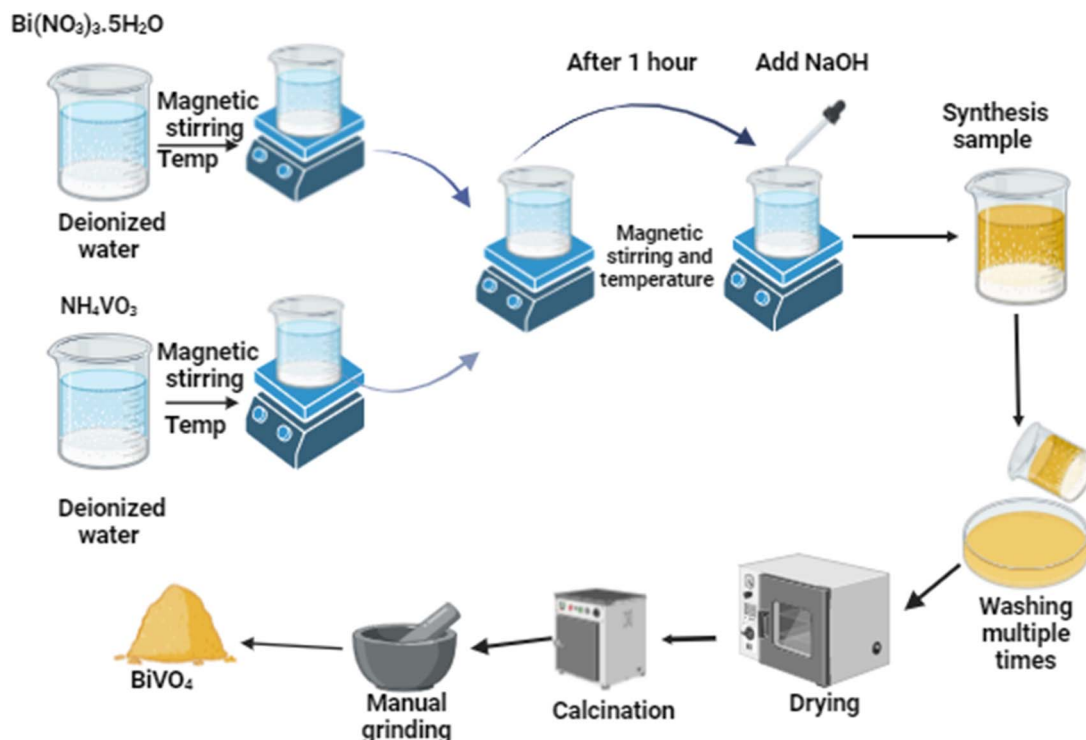 Bi(NO₃)₃.5H₂O
Magnetic
stirring
Temp
Deionized
water
After 1 hour
Add NaOH
Synthesis
sample
Magnetic
stirring and
temperature
NH₄VO₃
Magnetic
stirring
Temp
Deionized
water
Washing
multiple
times
Drying
Calcination
Manual
grinding
BiVO₄